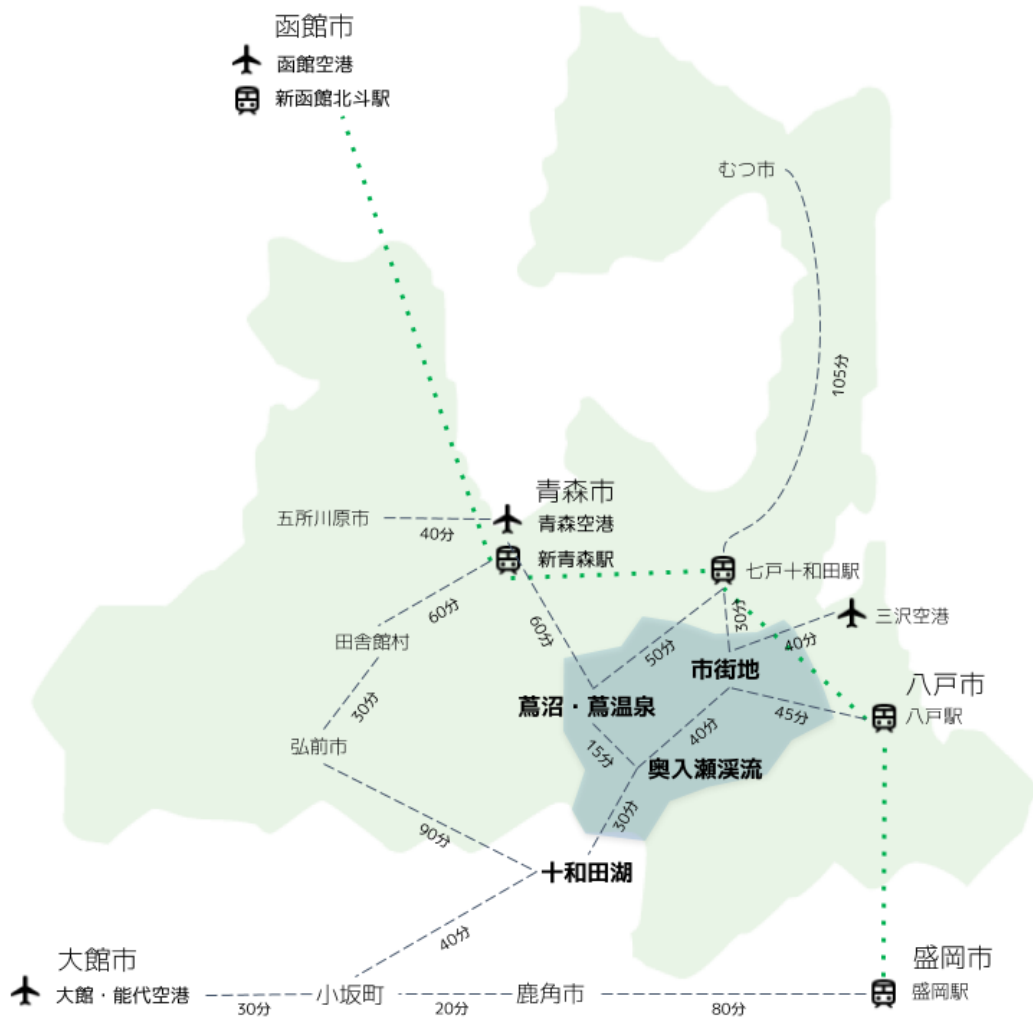 函館市
函館空港
新函館北斗駅
むつ市
105分
青森市
五所川原市
40分
青森空港
新青森駅
七戸十和田駅
60分
60分
50分
30分
40分
三沢空港
田舎館村
市街地
八戸市
八戸駅
蔦沼・蔦温泉
30分
40分
45分
弘前市
15分
奥入瀬渓流
30分
90分
十和田湖
40分
大館市
大館・能代空港
30分
小坂町
20分
鹿角市
80分
盛岡市
盛岡駅